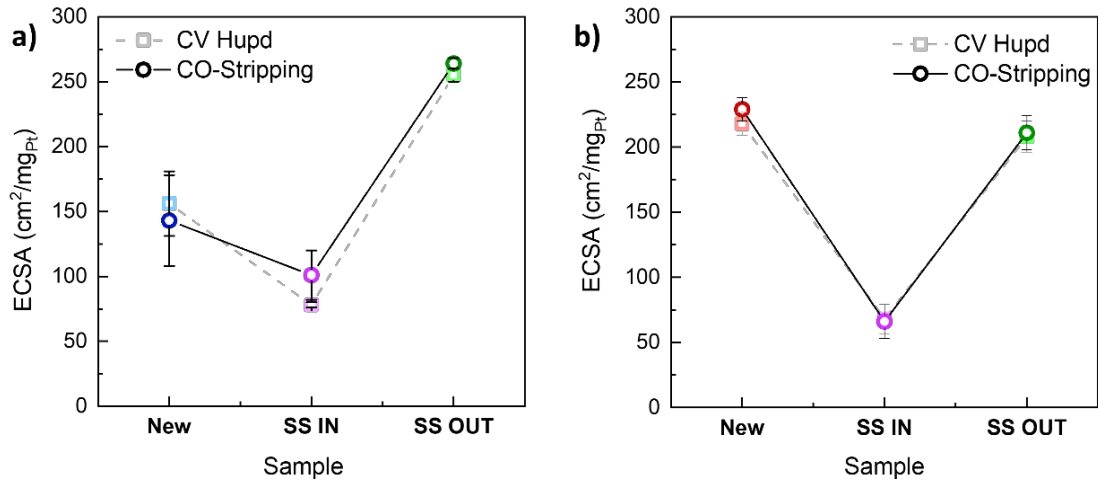 a)
CV Hupd
CO-Stripping
ECSA (cm²/mg_Pt)
300
250
200
150
100
50
0
New
SS IN
SS OUT
Sample
b)
CV Hupd
CO-Stripping
ECSA (cm²/mg_Pt)
300
250
200
150
100
50
0
New
SS IN
SS OUT
Sample